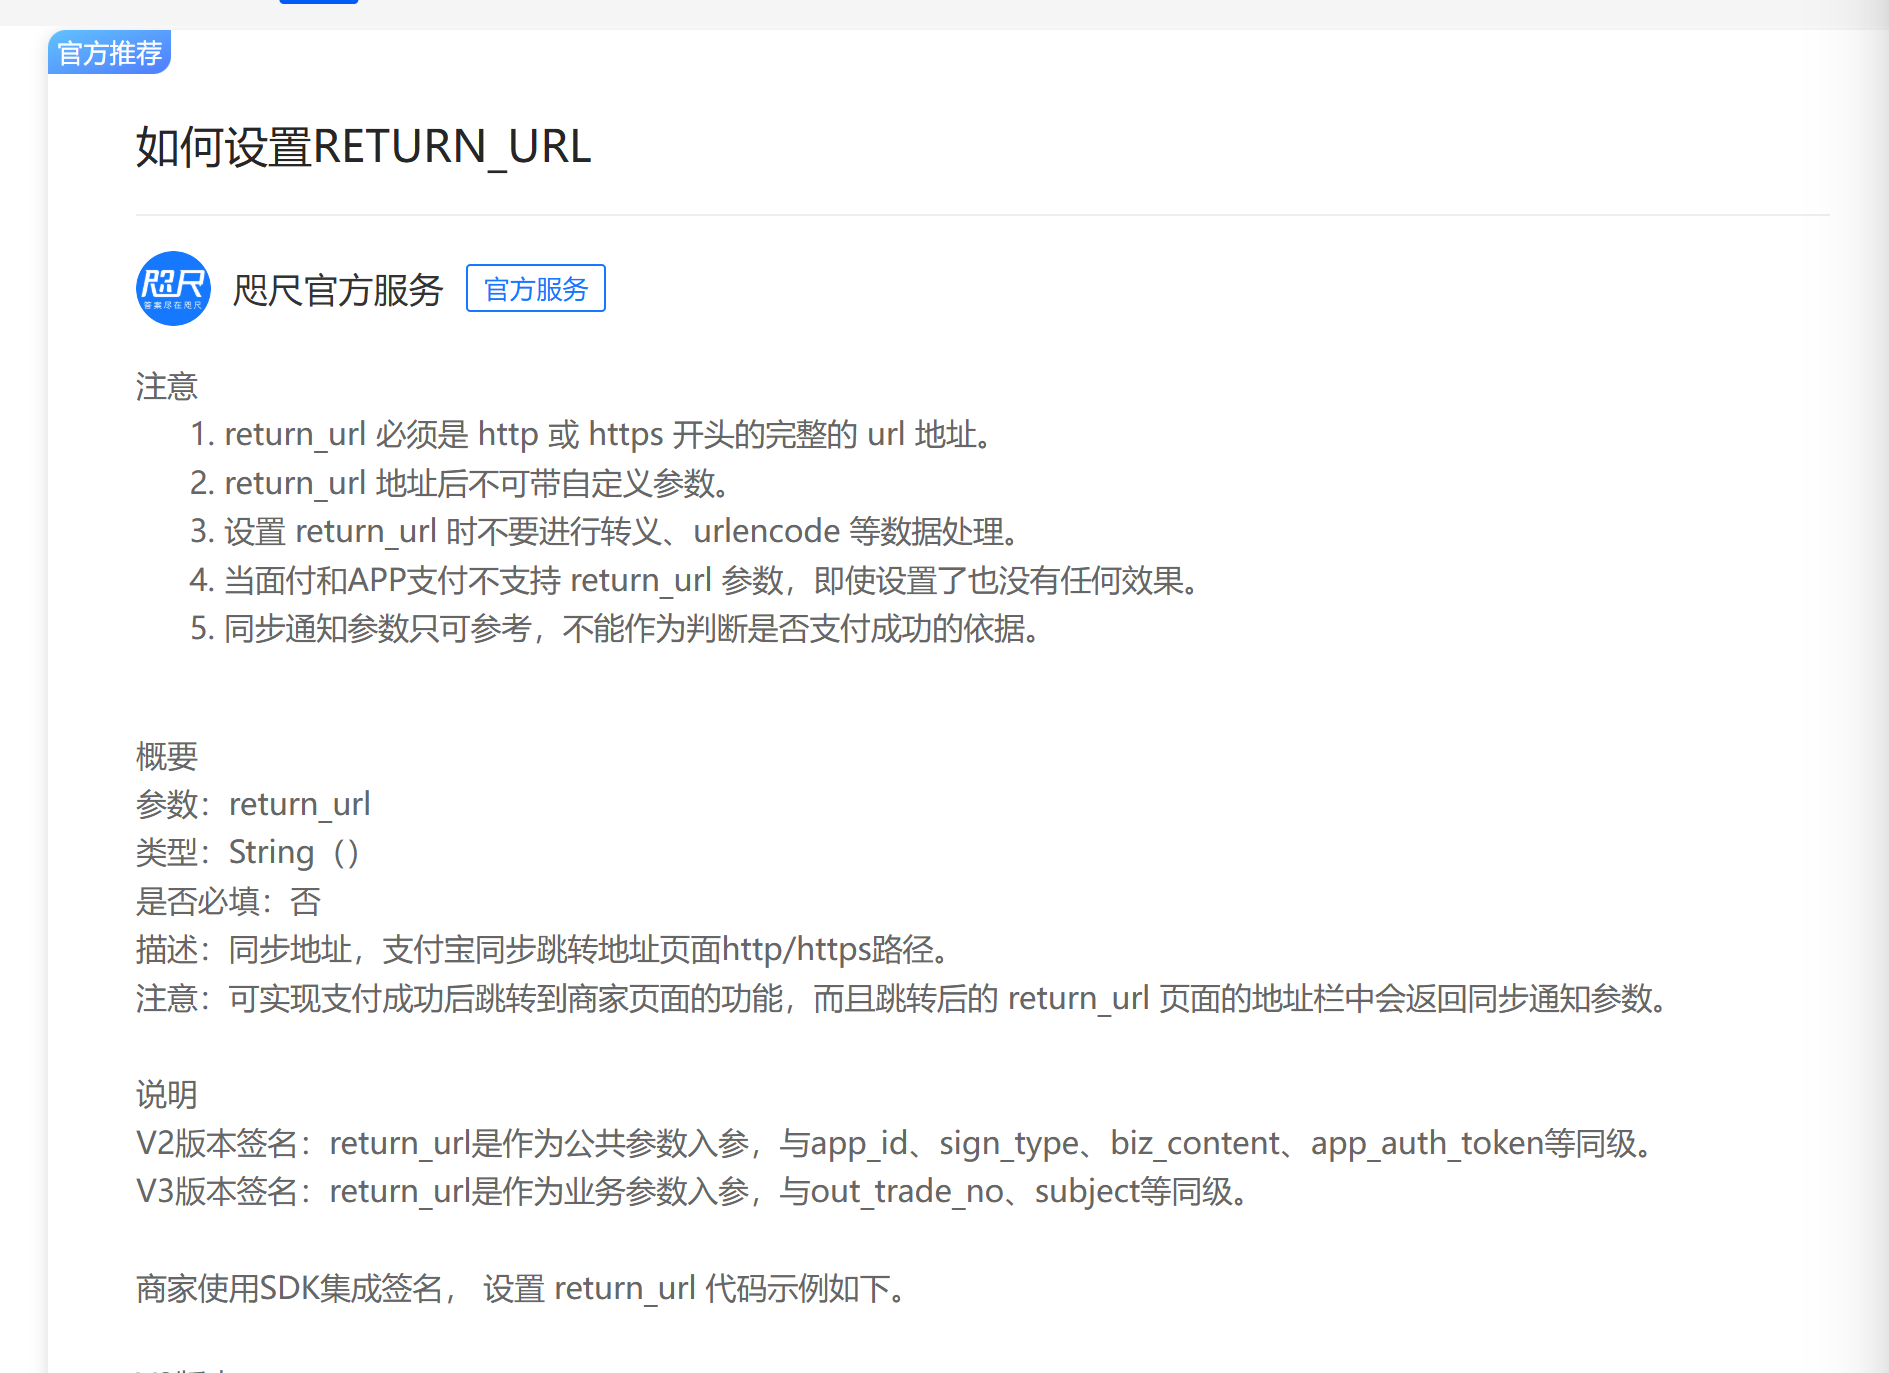 官方推荐
如何设置RETURN_URL
咫尺
答案尽在咫尺
咫尺官方服务 官方服务
注意
1. return_url 必须是 http 或 https 开头的完整的 url 地址。
2. return_url 地址后不可带自定义参数。
3. 设置 return_url 时不要进行转义、urlencode 等数据处理。
4. 当面付和APP支付不支持 return_url 参数，即使设置了也没有任何效果。
5. 同步通知参数只可参考，不能作为判断是否支付成功的依据。
概要
参数：return_url
类型：String（）
是否必填：否
描述：同步地址，支付宝同步跳转地址页面http/https路径。
注意：可实现支付成功后跳转到商家页面的功能，而且跳转后的 return_url 页面的地址栏中会返回同步通知参数。
说明
V2版本签名：return_url是作为公共参数入参，与app_id、sign_type、biz_content、app_auth_token等同级。
V3版本签名：return_url是作为业务参数入参，与out_trade_no、subject等同级。
商家使用SDK集成签名， 设置 return_url 代码示例如下。